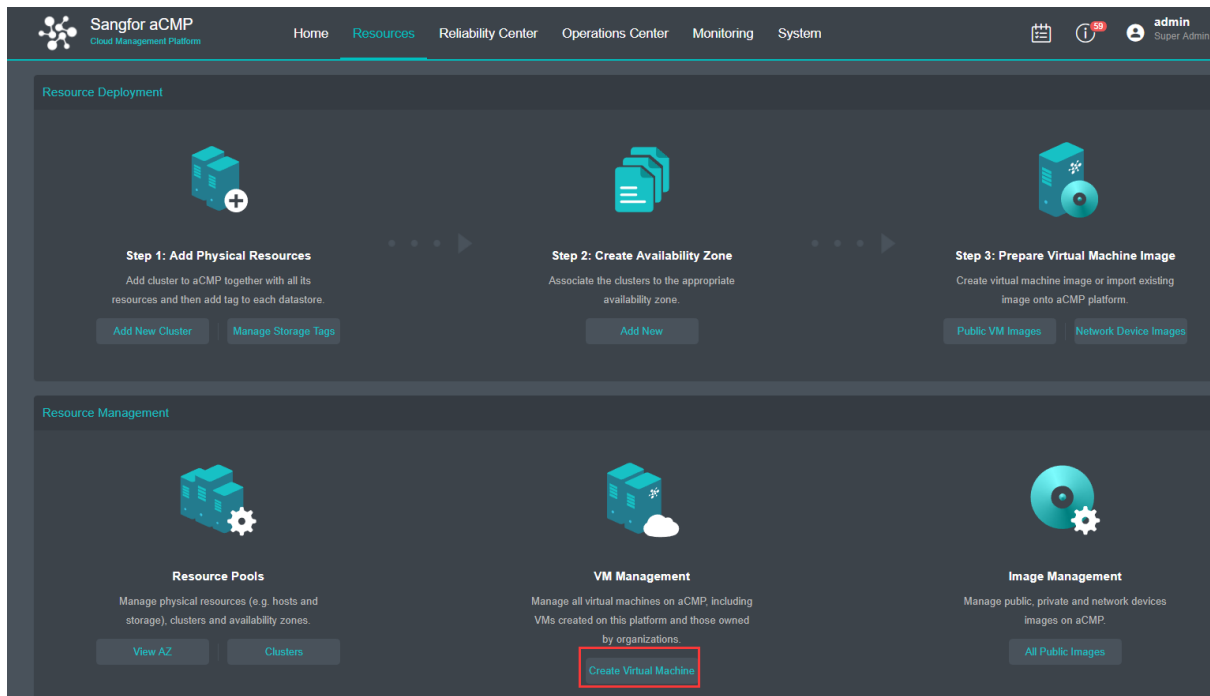 Sangfor aCMP
Cloud Management Platform
Home
Resources
Reliability Center
Operations Center
Monitoring
System
59
admin
Super Admin
Resource Deployment
Step 1: Add Physical Resources
Add cluster to aCMP together with all its
resources and then add tag to each datastore.
Add New Cluster
Manage Storage Tags
Step 2: Create Availability Zone
Associate the clusters to the appropriate
availability zone.
Add New
Step 3: Prepare Virtual Machine Image
Create virtual machine image or import existing
image onto aCMP platform.
Public VM Images
Network Device Images
Resource Management
Resource Pools
Manage physical resources (e.g. hosts and
storage), clusters and availability zones.
View AZ
Clusters
VM Management
Manage all virtual machines on aCMP, including
VMs created on this platform and those owned
by organizations.
Create Virtual Machine
Image Management
Manage public, private and network devices
images on aCMP.
All Public Images